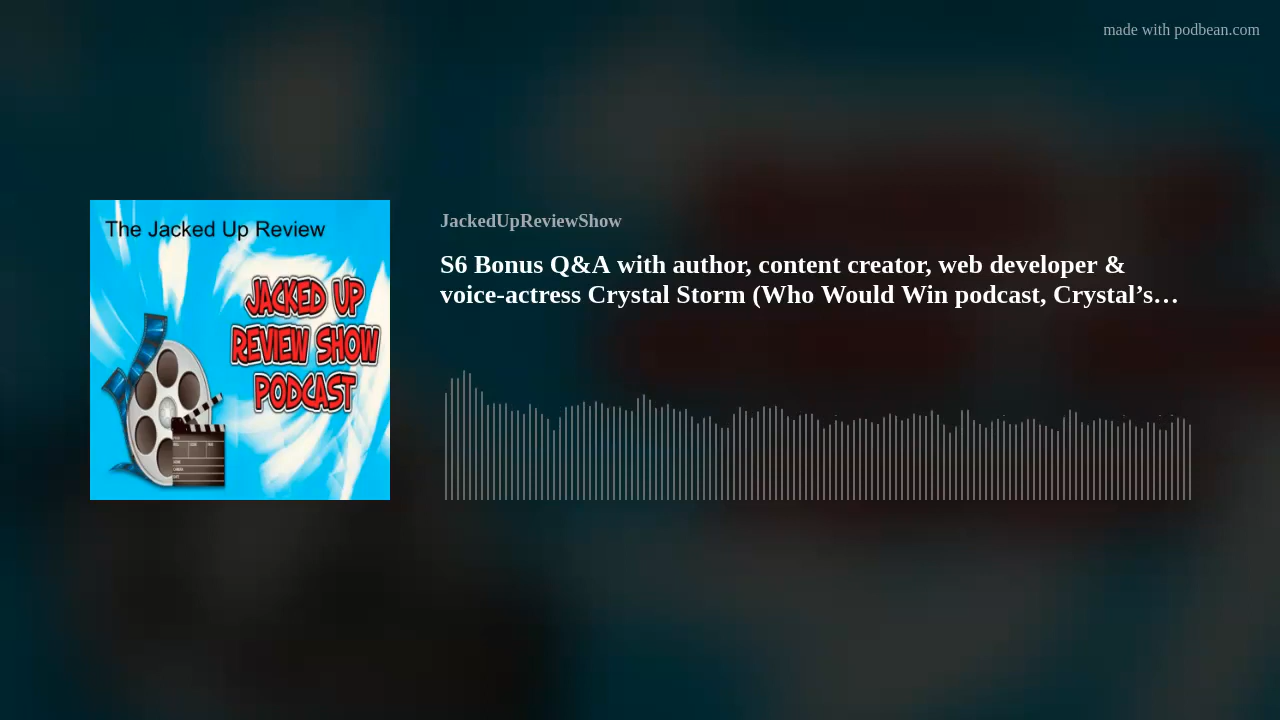 made with podbean.com
The Jacked Up Review
JACKED UP
REVIEW SHOW
PODCAST
JackedUpReviewShow
S6 Bonus Q&A with author, content creator, web developer &
voice-actress Crystal Storm (Who Would Win podcast, Crystal’s…